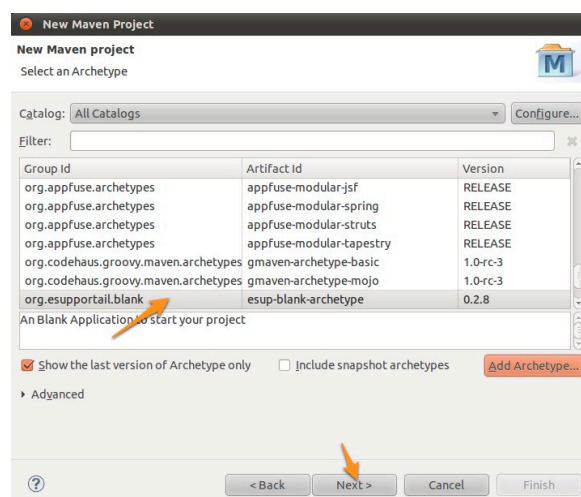 New Maven Project
New Maven project
Select an Archetype
M
Catalog: All Catalogs Configure...
Filter:
Group Id Artifact Id Version
org.appfuse.archetypes appfuse-modular-jsf RELEASE
org.appfuse.archetypes appfuse-modular-spring RELEASE
org.appfuse.archetypes appfuse-modular-struts RELEASE
org.appfuse.archetypes appfuse-modular-tapestry RELEASE
org.codehaus.groovy.maven.archetypes gmaven-archetype-basic 1.0-rc-3
org.codehaus.groovy.maven.archetypes gmaven-archetype-mojo 1.0-rc-3
org.esupportail.blank esup-blank-archetype 0.2.8
An Blank Application to start your project
Show the last version of Archetype only Include snapshot archetypes Add Archetype...
Advanced
? < Back Next > Cancel Finish